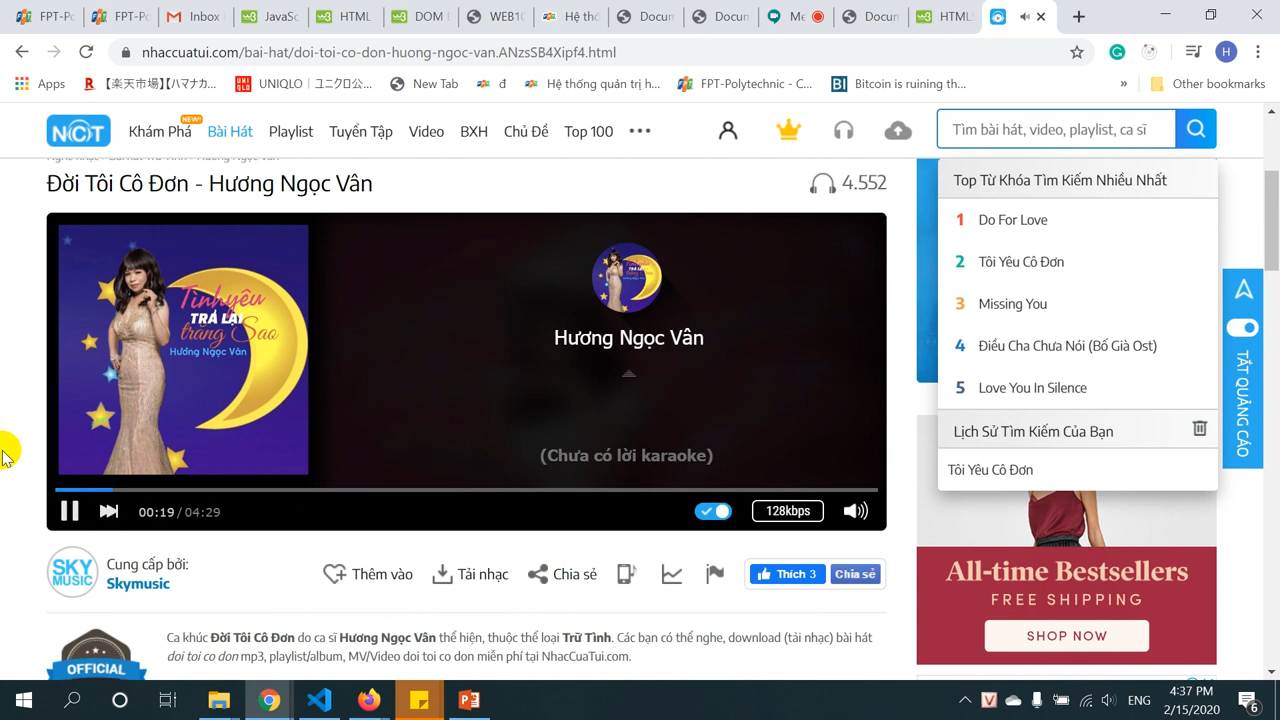 FPT-Po
FPT-Po
Inbox
JavaSc
HTML
DOM
WEB10
Hệ thố
Docum
Docum
Me
Docum
HTML
nhaccuatui.com/bai-hat/doi-toi-co-don-huong-ngoc-van.ANzsSB4Xipf4.html
H
Apps
【楽天市場】【ハマナカ...
UNIQLO｜ユニクロ公...
New Tab
đ
Hệ thống quản trị h...
FPT-Polytechnic - C...
Bitcoin is ruining th...
»
Other bookmarks
NCT
Khám Phá
NEW!
Bài Hát
Playlist
Tuyển Tập
Video
BXH
Chủ Đề
Top 100
Tìm bài hát, video, playlist, ca sĩ
Đời Tôi Cô Đơn - Hương Ngọc Vân
4.552
Top Từ Khóa Tìm Kiếm Nhiều Nhất
1 Do For Love
2 Tôi Yêu Cô Đơn
3 Missing You
4 Điều Cha Chưa Nói (Bố Già Ost)
5 Love You In Silence
Lịch Sử Tìm Kiếm Của Bạn
Tôi Yêu Cô Đơn
TẮT QUẢNG CÁO
Tình yêu
TRẢ LẠI
trăng Sao
Hương Ngọc Vân
Hương Ngọc Vân
(Chưa có lời karaoke)
00:19 / 04:29
128kbps
SKY
MUSIC
Cung cấp bởi:
Skymusic
Thêm vào
Tải nhạc
Chia sẻ
Thích 3
Chia sẻ
All-time Bestsellers
FREE SHIPPING
SHOP NOW
OFFICIAL
Ca khúc Đời Tôi Cô Đơn do ca sĩ Hương Ngọc Vân thể hiện, thuộc thể loại Trữ Tình. Các bạn có thể nghe, download (tải nhạc) bài hát
doi toi co don mp3, playlist/album, MV/Video doi toi co don miễn phí tại NhacCuaTui.com.
ENG
4:37 PM
2/15/2020
6